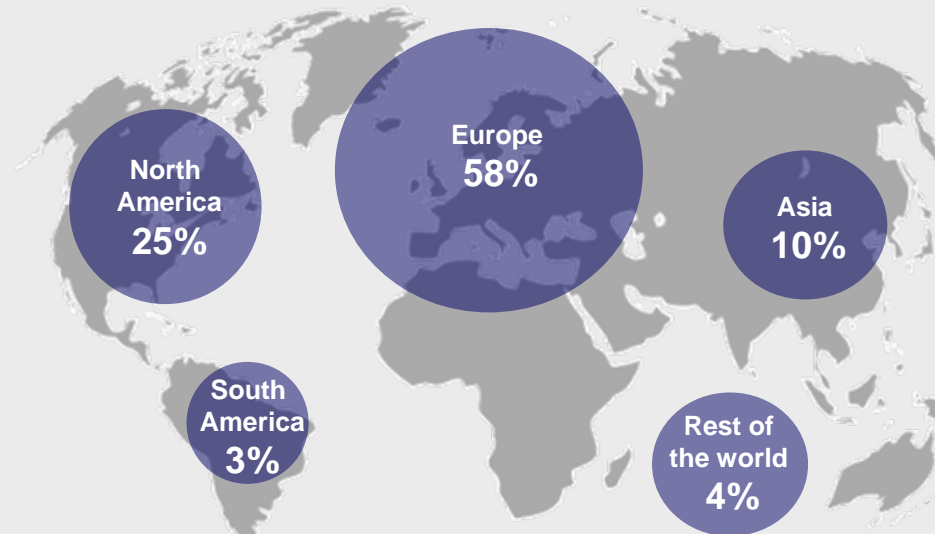 North
America
25%
Europe
58%
Asia
10%
South
America
3%
Rest of
the world
4%